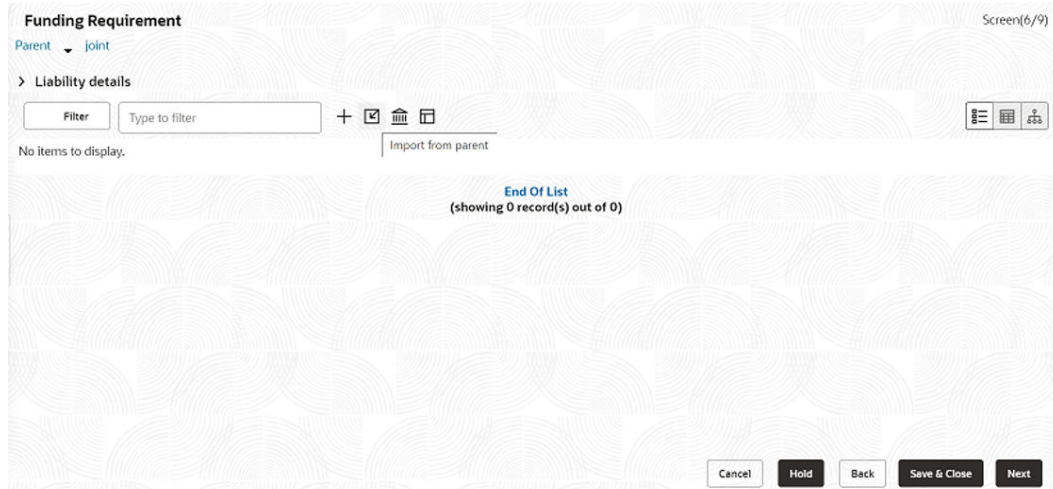 Funding Requirement
Screen(6/9)
Parent joint
Liability details
Filter Type to filter
Import from parent
No items to display.
End Of List
(showing 0 record(s) out of 0)
Cancel Hold Back Save & Close Next